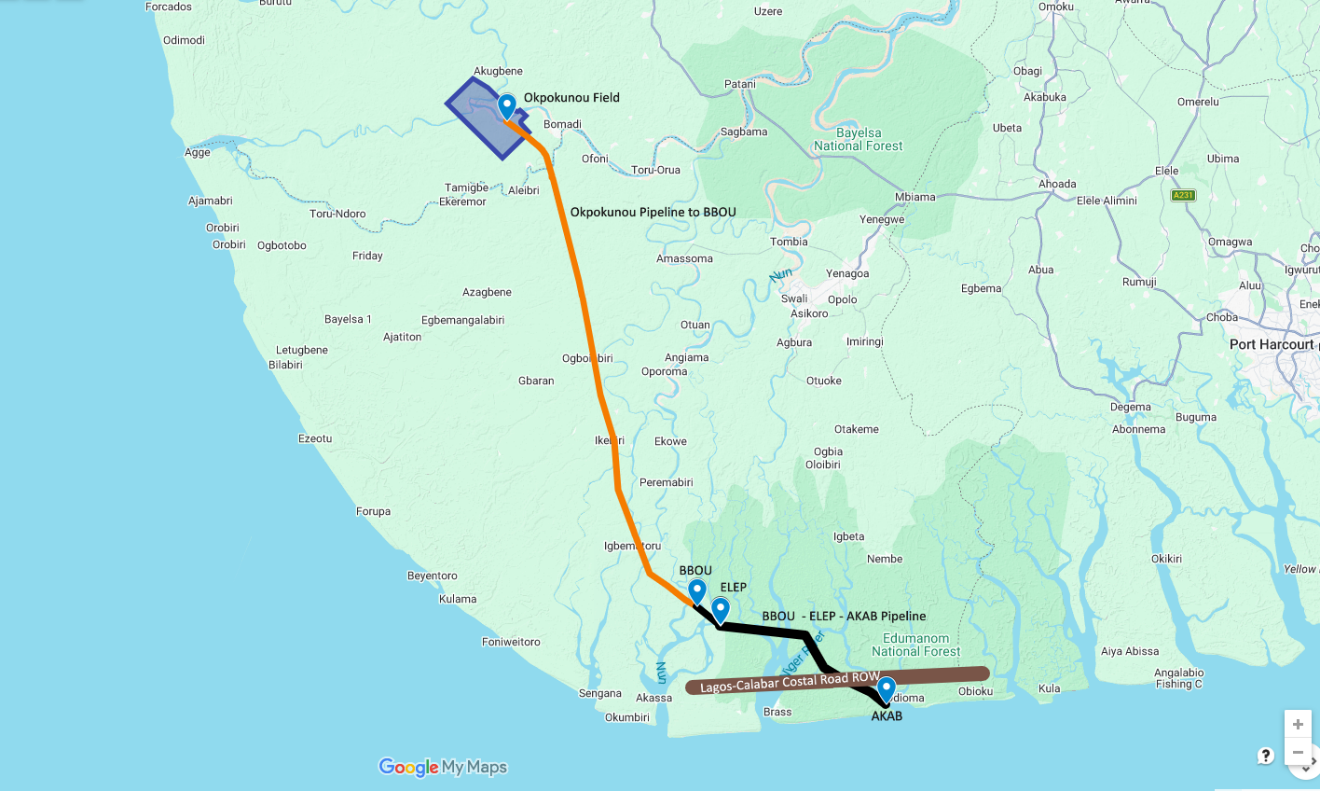 Forcados
Burutu
Uzere
Omoku
Awarra
Odimodi
Akugbene
Patani
Obagi
Akabuka
Omerelu
Okpokunou Field
Bomadi
Sagbama
Bayelsa
National Forest
Ubeta
Agge
Ofoni
Toru-Orua
Ubima
Elele
Tamigbe
Ekeremor
Aleibri
Ahoada
Ajamabri
Mbiama
A231
Elele Alimini
Toru-Ndoro
Okpokunou Pipeline to BBOU
Orobiri
Yenegwe
Orobiri
Ogbotobo
Friday
Tombia
Omagwa
Amassoma
Nun
Yenagoa
Abua
Rumuji
Aluu
Azagbene
Swali
Opolo
Egbema
Asikoro
Bayelsa 1
Egbemangalabiri
Otuan
Choba
Ajatiton
Agbura
Imiringi
Port Harcourt
Letugbene
Bilabiri
Angiama
Oporoma
Gbaran
Otuoke
Degema
Buguma
Abonnema
Ezeotu
Ekowe
Otakeme
Ogbia
Oloibiri
Peremabiri
Forupa
Igbeta
Nembe
Okikiri
Yellow
BBOU
Beyentoro
ELEP
Kulama
BBOU - ELEP - AKAB Pipeline
Foniweitoro
Edumanom
National Forest
River
Aiya Abissa
Nun
Lagos-Calabar Costal Road ROW
Angalabio
Fishing C
Sengana
Akassa
Obioku
Kula
Okumbiri
Brass
AKAB
Google My Maps
+
?
−